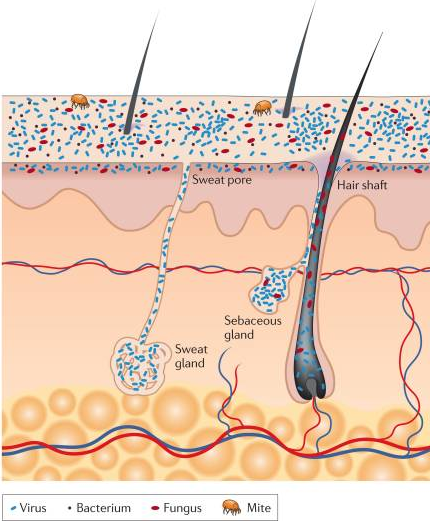 Sweat pore
Hair shaft
Sebaceous
gland
Sweat
gland
Virus Bacterium Fungus Mite